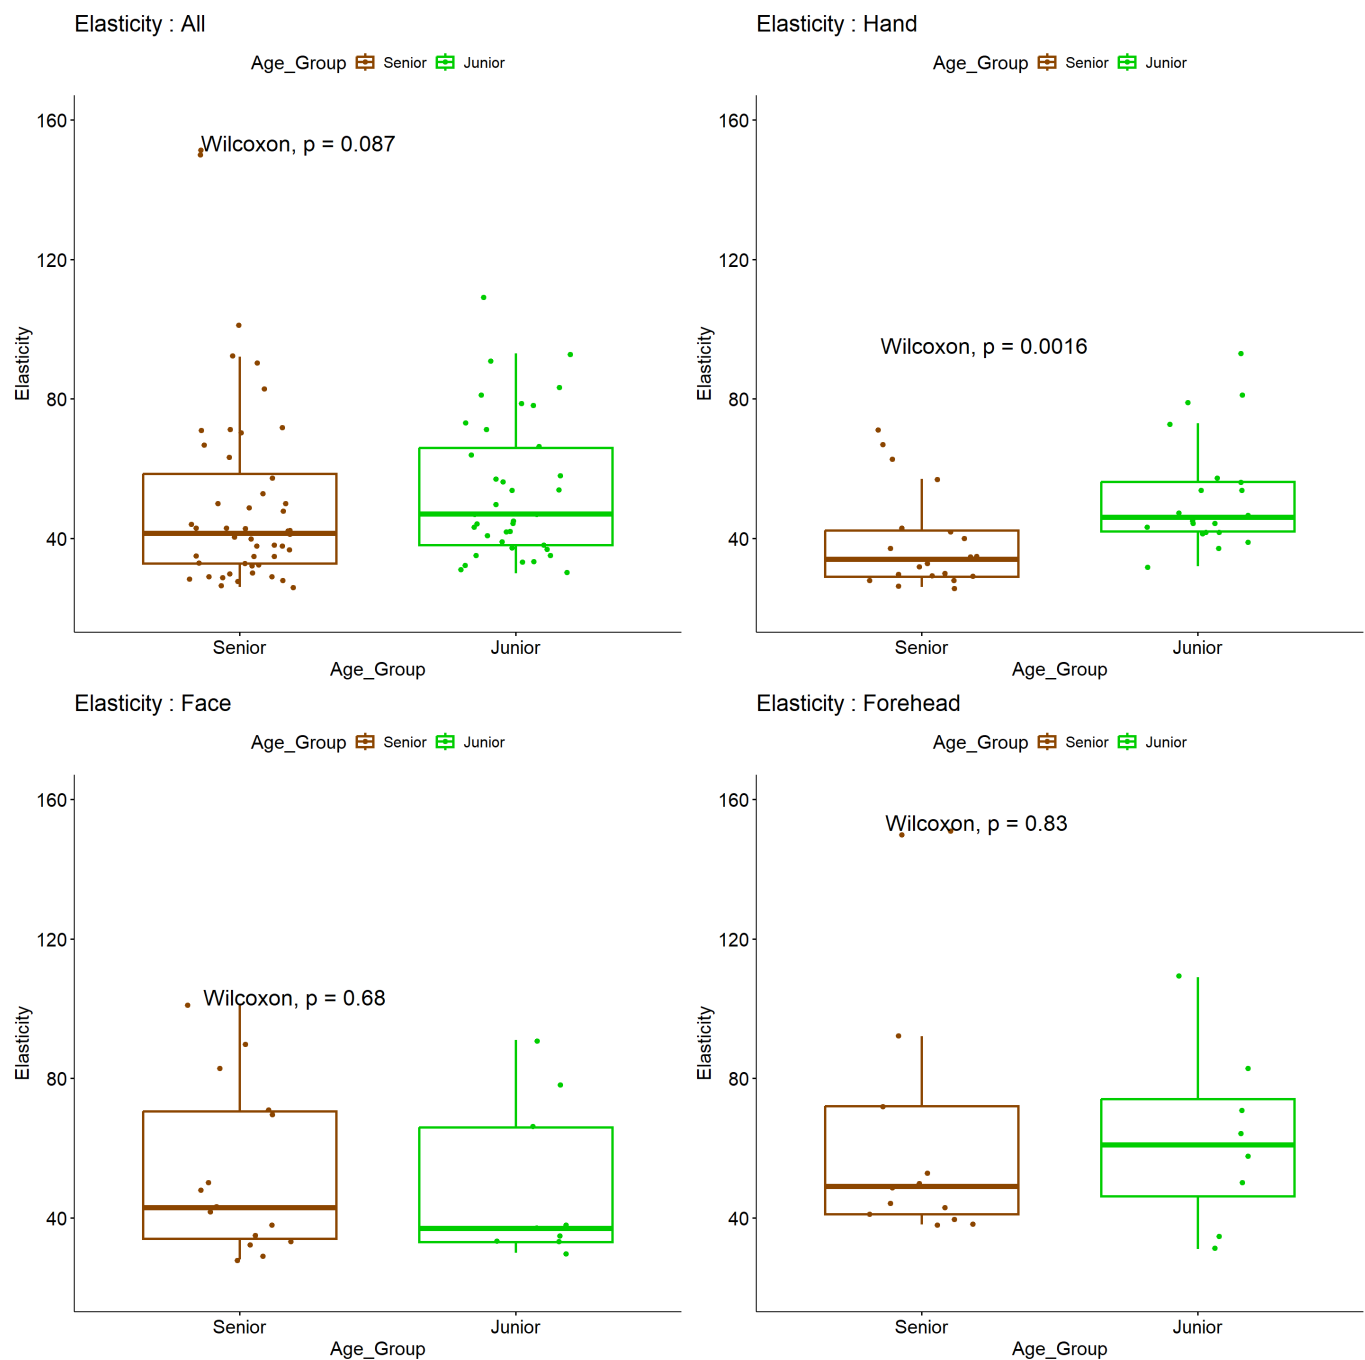 Elasticity : All
Age_Group Senior Junior
160
Wilcoxon, p = 0.087
120
Elasticity
80
40
Senior Junior
Age_Group
Elasticity : Hand
Age_Group Senior Junior
160
120
Wilcoxon, p = 0.0016
Elasticity
80
40
Senior Junior
Age_Group
Elasticity : Face
Age_Group Senior Junior
160
120
Wilcoxon, p = 0.68
Elasticity
80
40
Senior Junior
Age_Group
Elasticity : Forehead
Age_Group Senior Junior
160
Wilcoxon, p = 0.83
120
Elasticity
80
40
Senior Junior
Age_Group